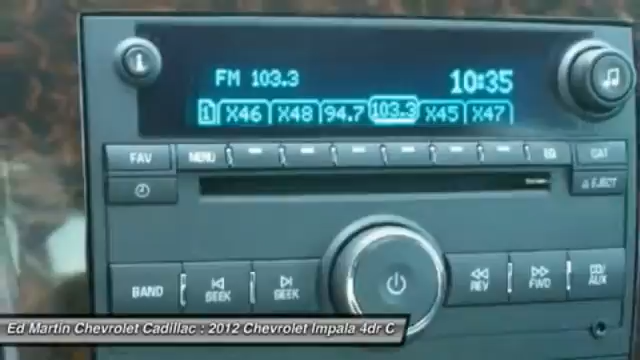 FM 103.3 10:35
1 X46 X48 94.7 103.3 X45 X47
FAV MENU EQ CAT
EJECT
BAND SEEK SEEK REV FWD CD/AUX
Ed Martin Chevrolet Cadillac : 2012 Chevrolet Impala 4dr C